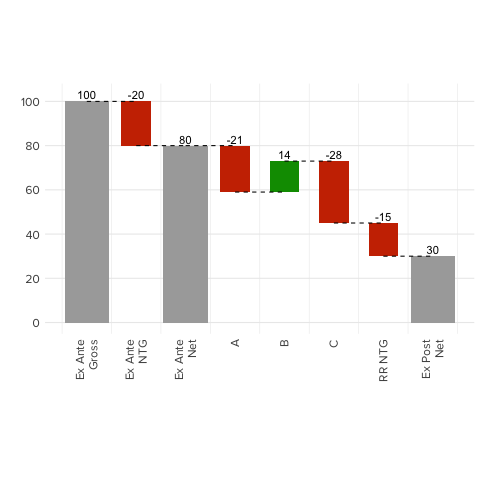 100
-20
80
-21
14
-28
-15
30
100
80
60
40
20
0
Ex Ante
Gross
Ex Ante
NTG
Ex Ante
Net
A
B
C
RR NTG
Ex Post
Net